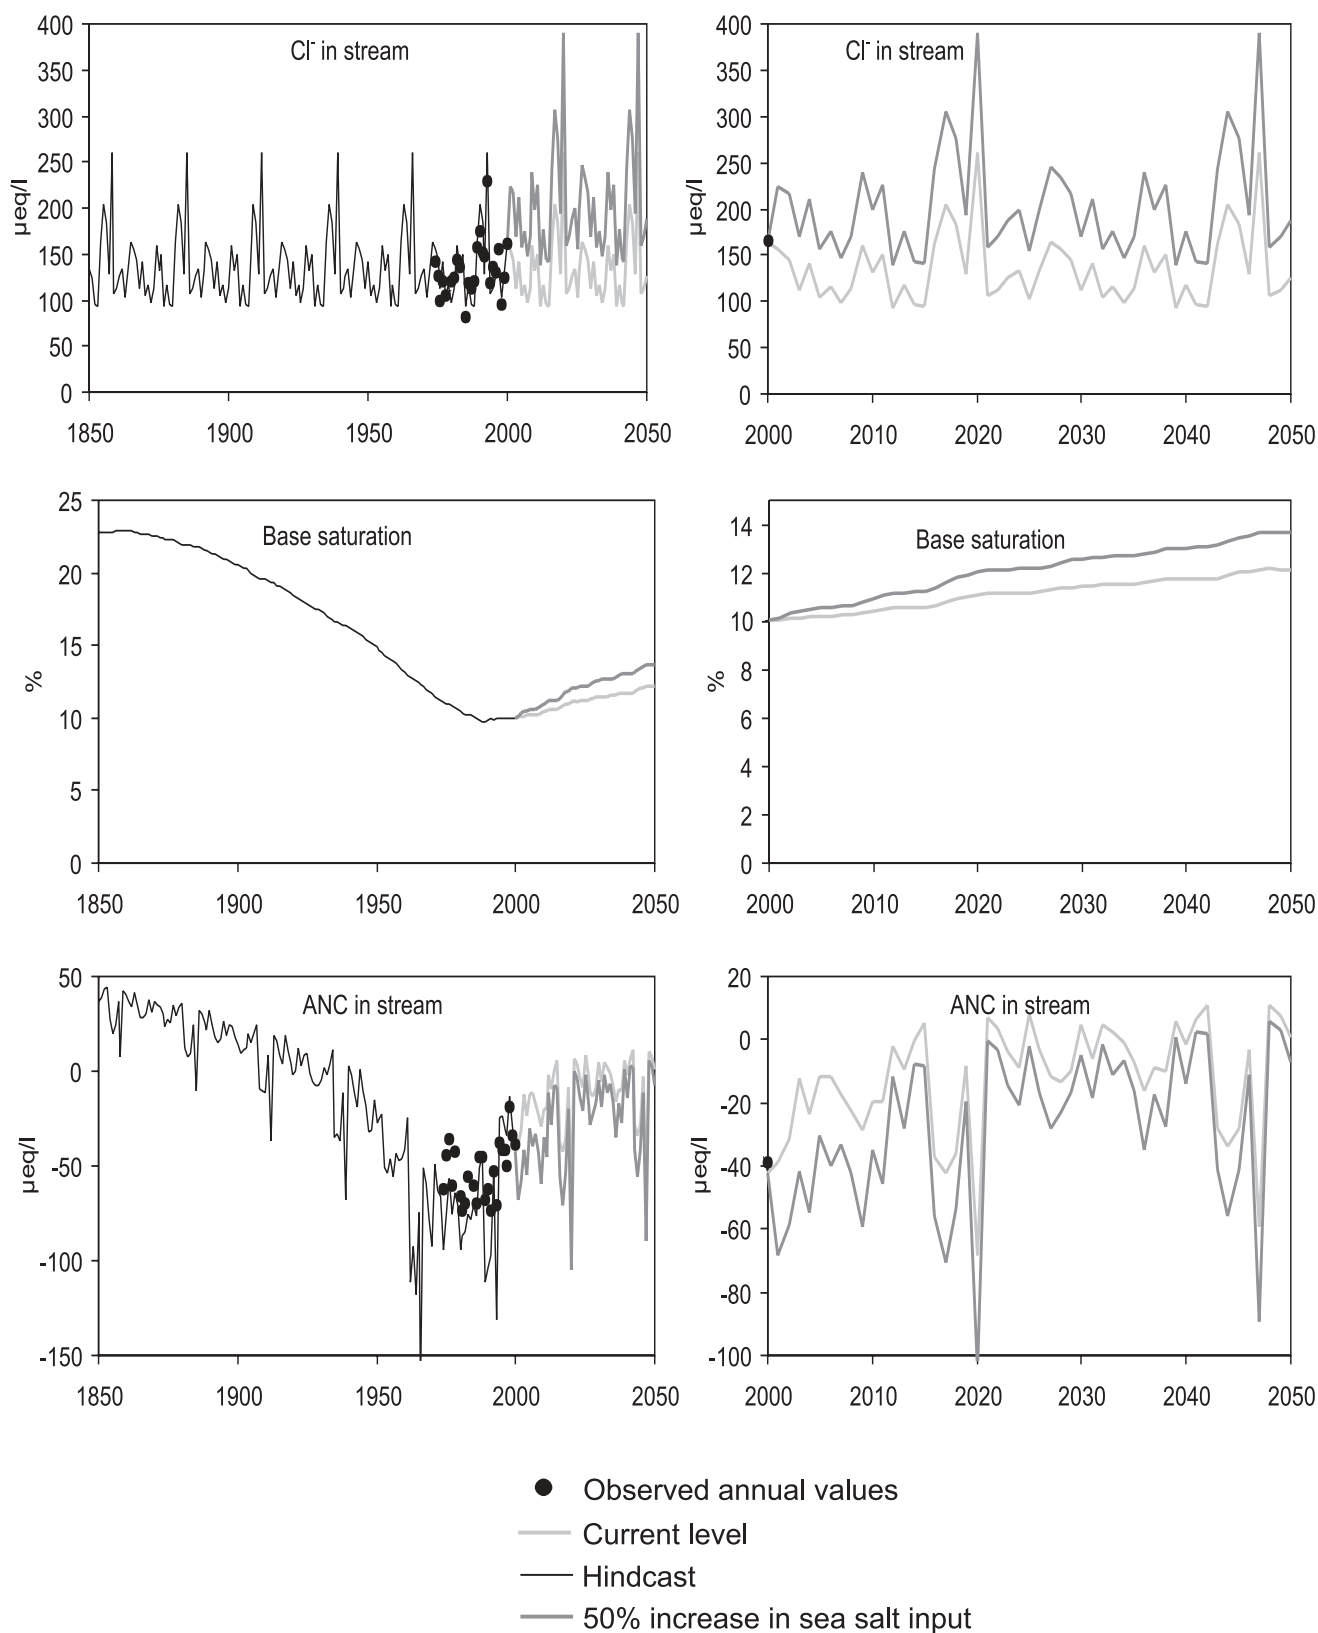 400
350
300
250
200
150
100
50
0
µeq/l
Cl⁻ in stream
1850 1900 1950 2000 2050
400
350
300
250
200
150
100
50
0
µeq/l
Cl⁻ in stream
2000 2010 2020 2030 2040 2050
25
20
15
10
5
0
%
Base saturation
1850 1900 1950 2000 2050
14
12
10
8
6
4
2
0
%
Base saturation
2000 2010 2020 2030 2040 2050
50
0
-50
-100
-150
µeq/l
ANC in stream
1850 1900 1950 2000 2050
20
0
-20
-40
-60
-80
-100
µeq/l
ANC in stream
2000 2010 2020 2030 2040 2050
Observed annual values
Current level
Hindcast
50% increase in sea salt input